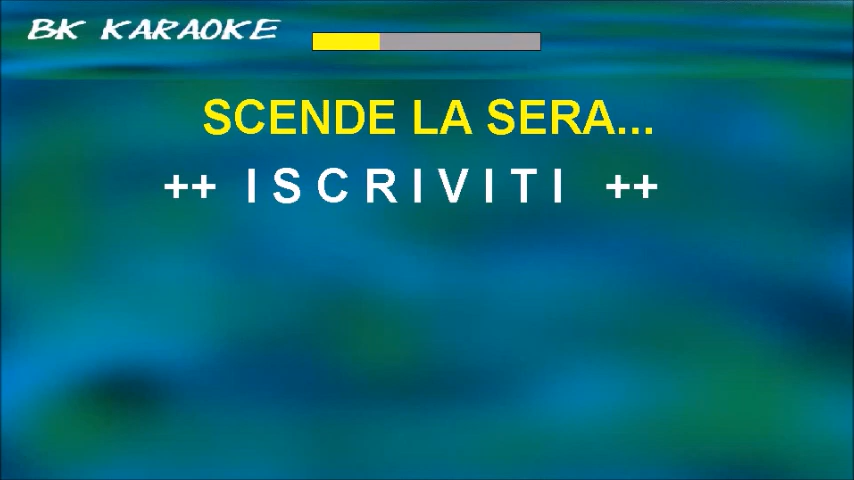 BK KARAOKE
SCENDE LA SERA...
++ I S C R I V I T I ++